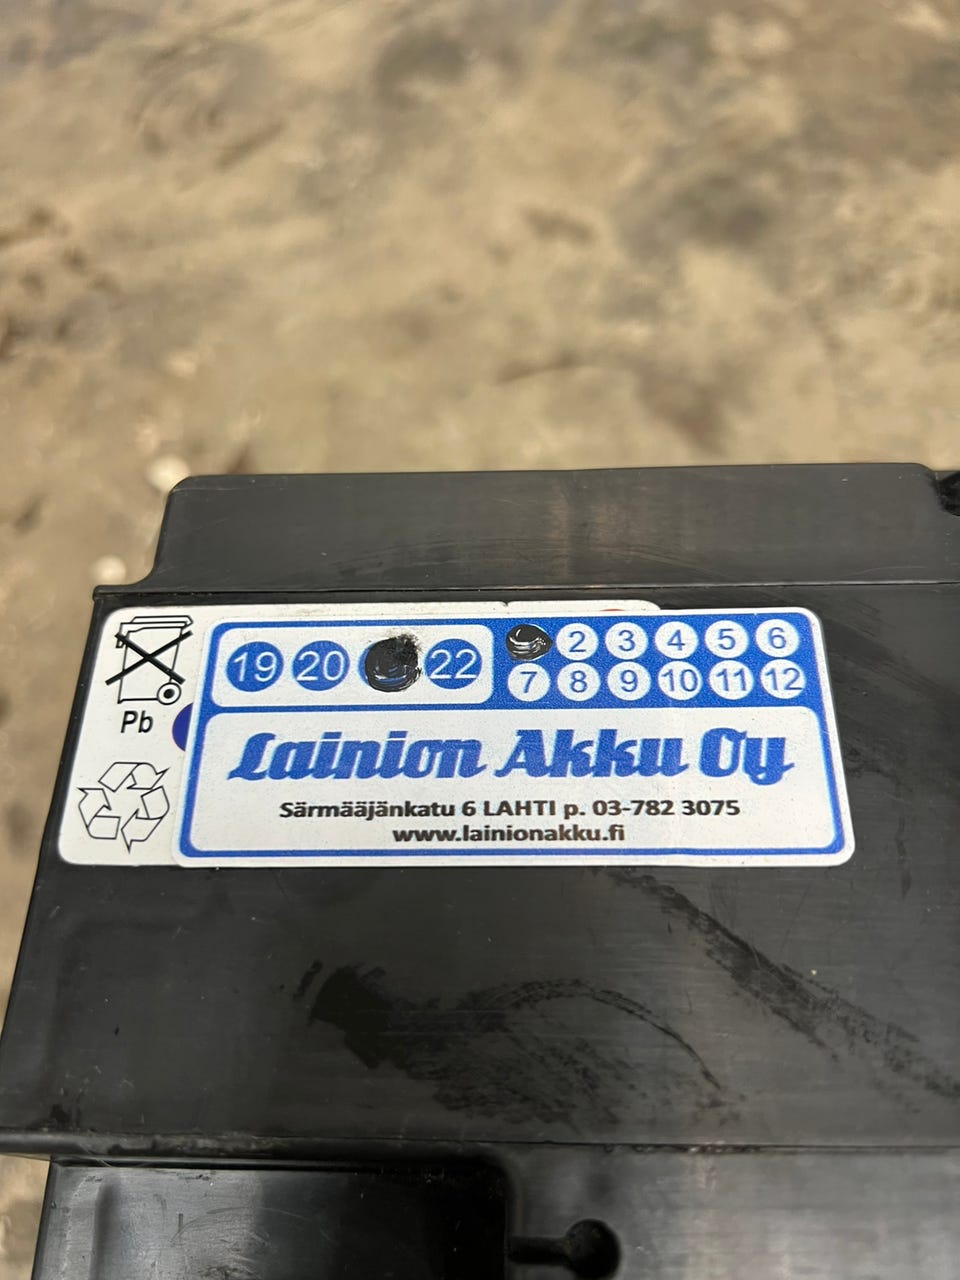 19 20 22
2 3 4 5 6
7 8 9 10 11 12
Pb
Lainion Akku Oy
Särmääjänkatu 6 LAHTI p. 03-782 3075
www.lainionakku.fi